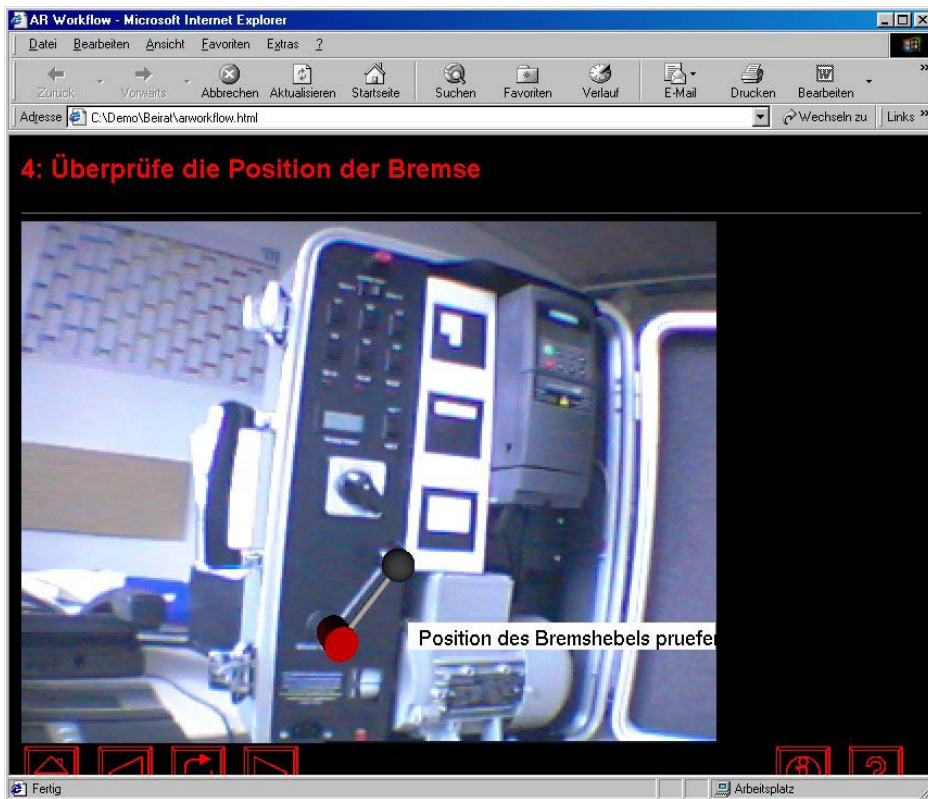 AR Workflow - Microsoft Internet Explorer
Datei Bearbeiten Ansicht Favoriten Extras ?
Zurück Vorwärts Abbrechen Aktualisieren Startseite Suchen Favoriten Verlauf E-Mail Drucken Bearbeiten »
Adresse C:\Demo\Beirat\arworkflow.html Wechseln zu Links »
4: Überprüfe die Position der Bremse
Position des Bremshebels pruefen
Fertig Arbeitsplatz